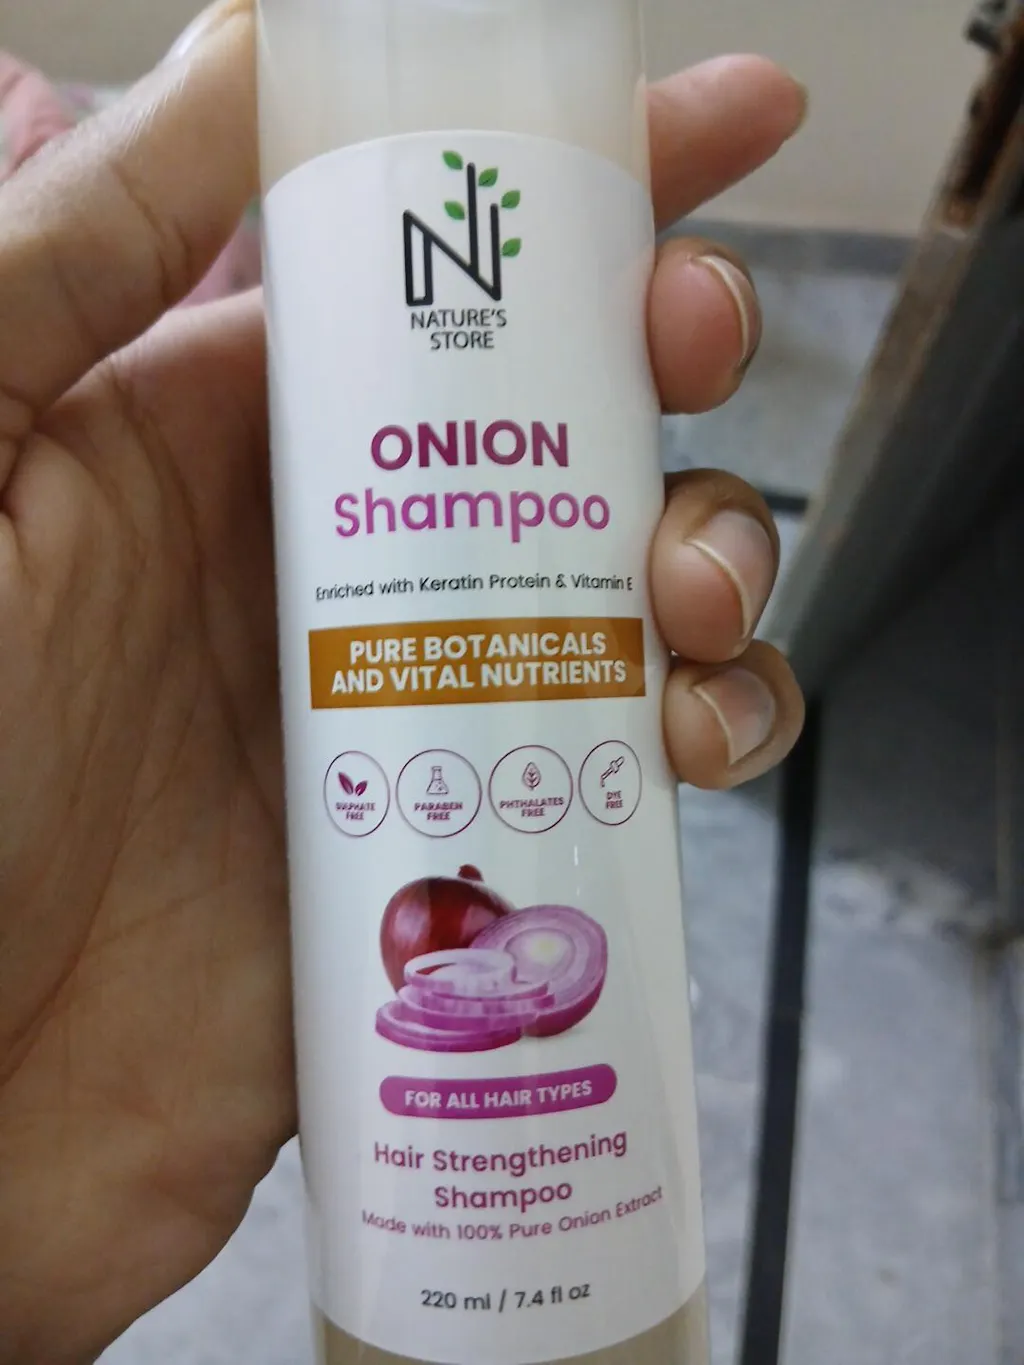 NATURE'S
STORE
ONION
Shampoo
Enriched with Keratin Protein & Vitamin E
PURE BOTANICALS
AND VITAL NUTRIENTS
SULPHATE
FREE
PARABEN
FREE
PHTHALATES
FREE
DYE
FREE
FOR ALL HAIR TYPES
Hair Strengthening
Shampoo
Made with 100% Pure Onion Extract
220 ml / 7.4 fl oz